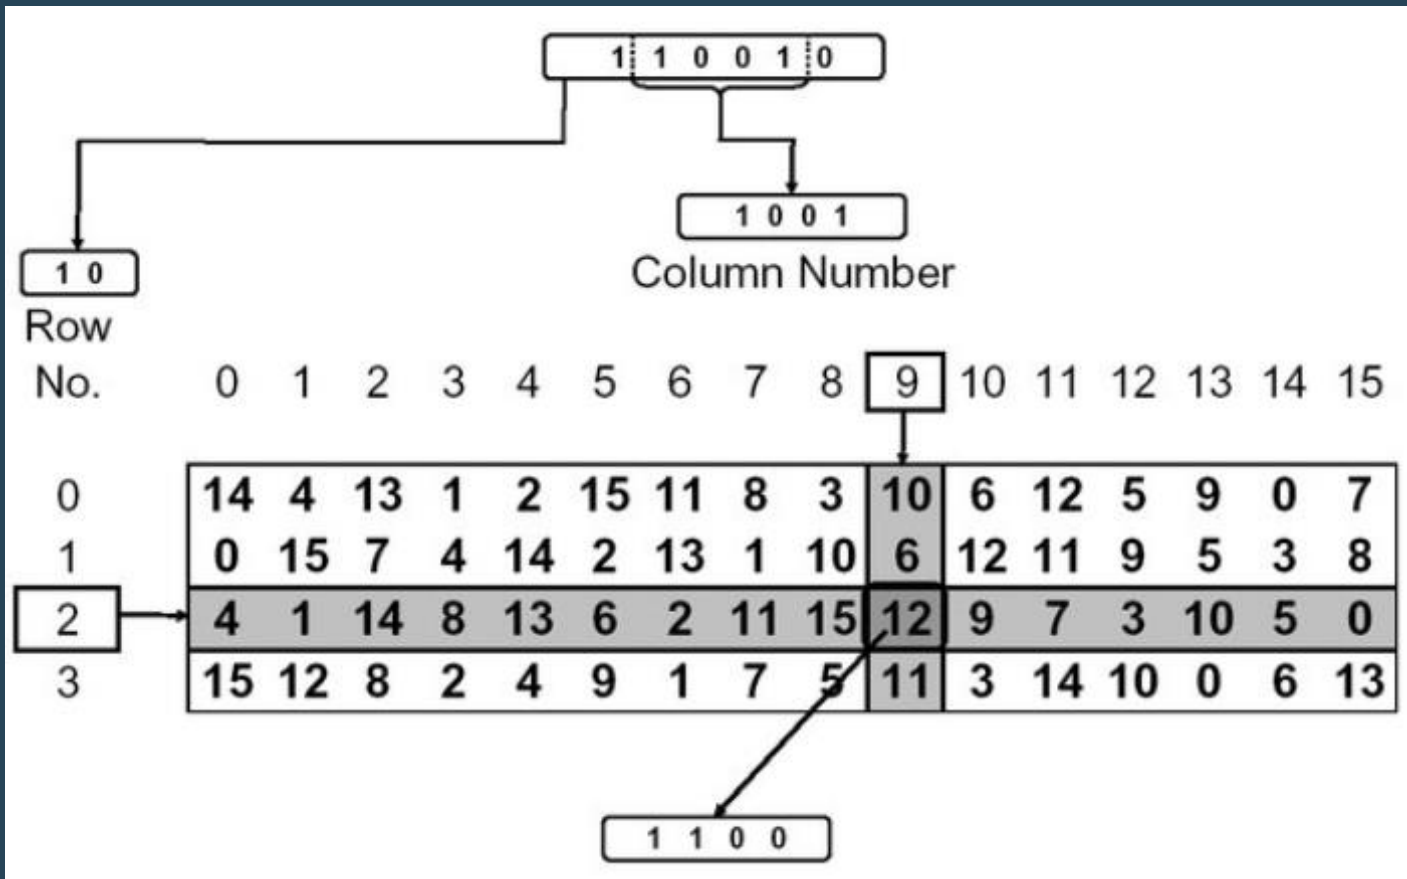 1 1 0 0 1 0
1 0 0 1
Column Number
1 0
Row
No. 0 1 2 3 4 5 6 7 8 9 10 11 12 13 14 15
0 14 4 13 1 2 15 11 8 3 10 6 12 5 9 0 7
1 0 15 7 4 14 2 13 1 10 6 12 11 9 5 3 8
2 4 1 14 8 13 6 2 11 15 12 9 7 3 10 5 0
3 15 12 8 2 4 9 1 7 5 11 3 14 10 0 6 13
1 1 0 0